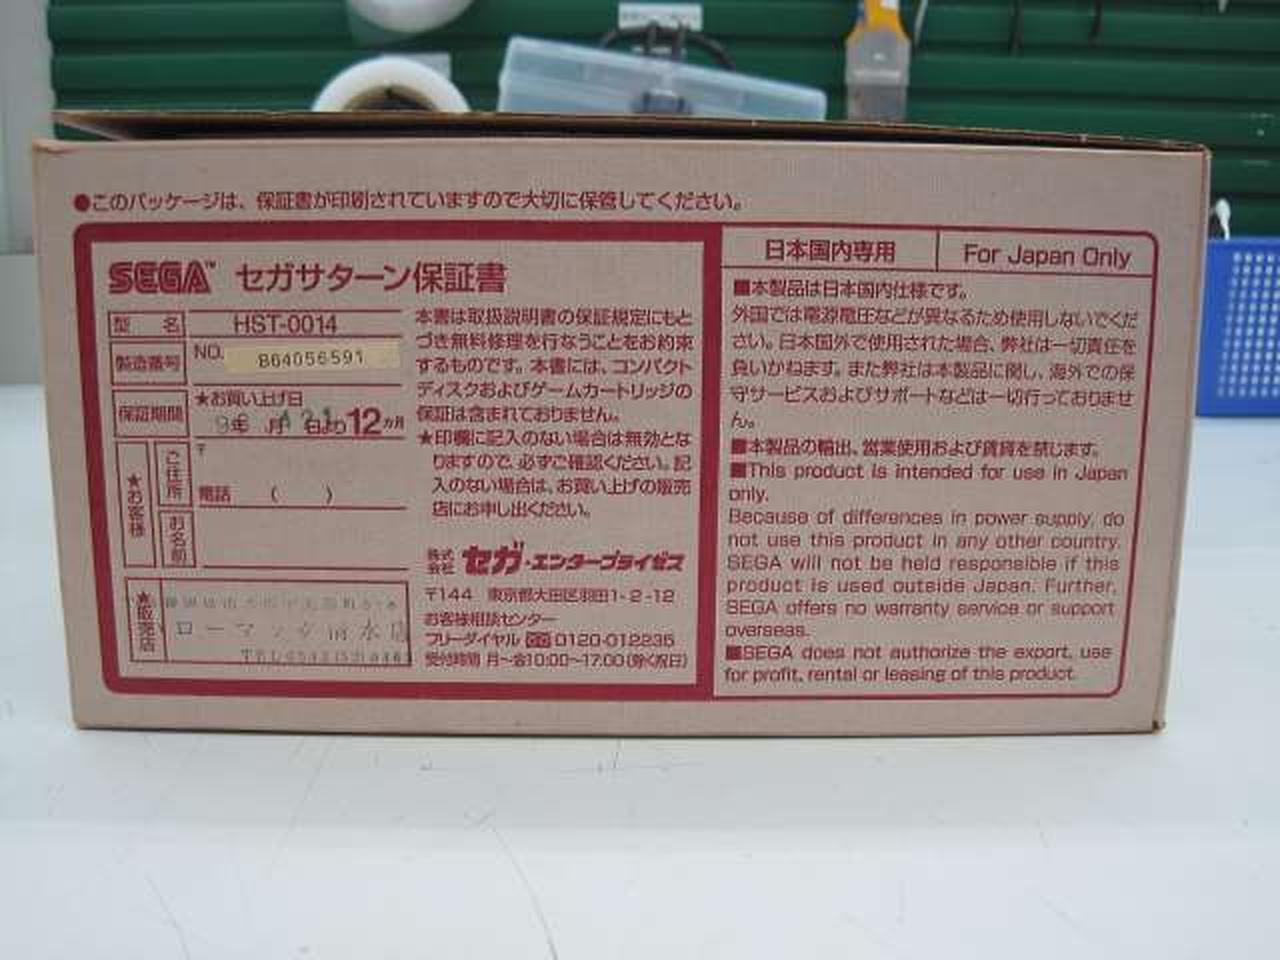 ●このパッケージは、保証書が印刷されていますので大切に保管してください。
SEGA™ セガサターン保証書
型 名 HST-0014
製造番号 NO. B64056591
保証期間 ★お買い上げ日
9年 月 日より12カ月
★お客様
ご住所 〒
電話 ( )
お名前
★販売店
ローマン 清水店
本書は取扱説明書の保証規定にもと
づき無料修理を行なうことをお約束
するものです。本書には、コンパクト
ディスクおよびゲームカートリッジの
保証は含まれておりません。
★印欄に記入のない場合は無効とな
りますので、必ずご確認ください。記
入のない場合は、お買い上げの販売
店にお申し出ください。
株式会社 セガ・エンタープライゼス
〒144 東京都大田区羽田1-2-12
お客様相談センター
フリーダイヤル 0120-012235
受付時間 月〜金10:00〜17:00(除く祝日)
日本国内専用 For Japan Only
■本製品は日本国内仕様です。
外国では電源電圧などが異なるため使用しないでくだ
さい。日本国外で使用された場合、弊社は一切責任を
負いかねます。また弊社は本製品に関し、海外での保
守サービスおよびサポートなどは一切行っておりませ
ん。
■本製品の輸出、営業使用および賃貸を禁じます。
■This product is intended for use in Japan
only.
Because of differences in power supply, do
not use this product in any other country.
SEGA will not be held responsible if this
product is used outside Japan. Further,
SEGA offers no warranty service or support
overseas.
■SEGA does not authorize the export, use
for profit, rental or leasing of this product.